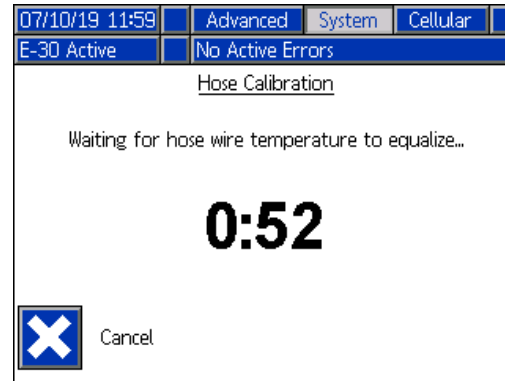 07/10/19 11:59 Advanced System Cellular
E-30 Active No Active Errors
Hose Calibration
Waiting for hose wire temperature to equalize...
0:52
Cancel